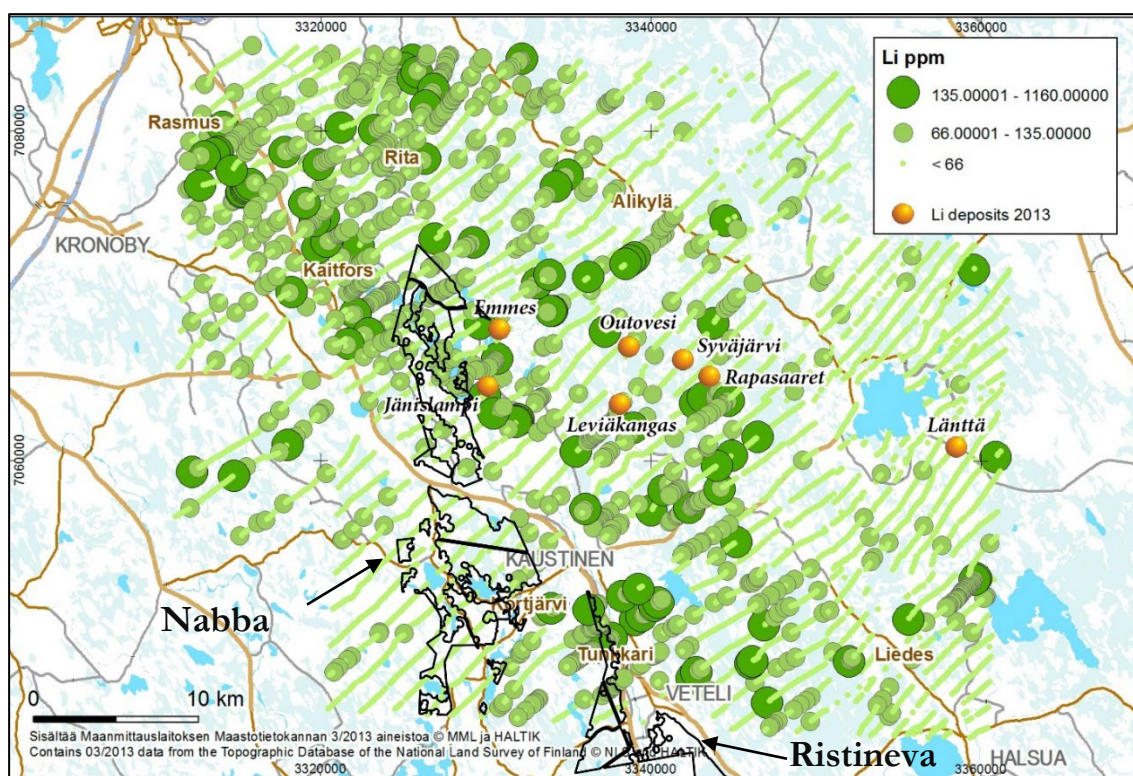 3320000
3340000
3360000
Li ppm
135.00001 - 1160.00000
66.00001 - 135.00000
< 66
Li deposits 2013
7080000
Rasmus
Rita
Alikylä
KRONOBY
Kaitfors
Emmes
Outovesi
Syväjärvi
Rapasaaret
Jänislampi
Leviäkangas
Länttä
7060000
KAUSTINEN
Nabba
Kortjärvi
Tunkkari
Liedes
VETELI
0 10 km
Ristineva
HALSUA
Sisältää Maanmittauslaitoksen Maastotietokannan 3/2013 aineistoa © MML ja HALTIK
Contains 03/2013 data from the Topographic Database of the National Land Survey of Finland © NLS and HALTIK
3320000
3340000
3360000